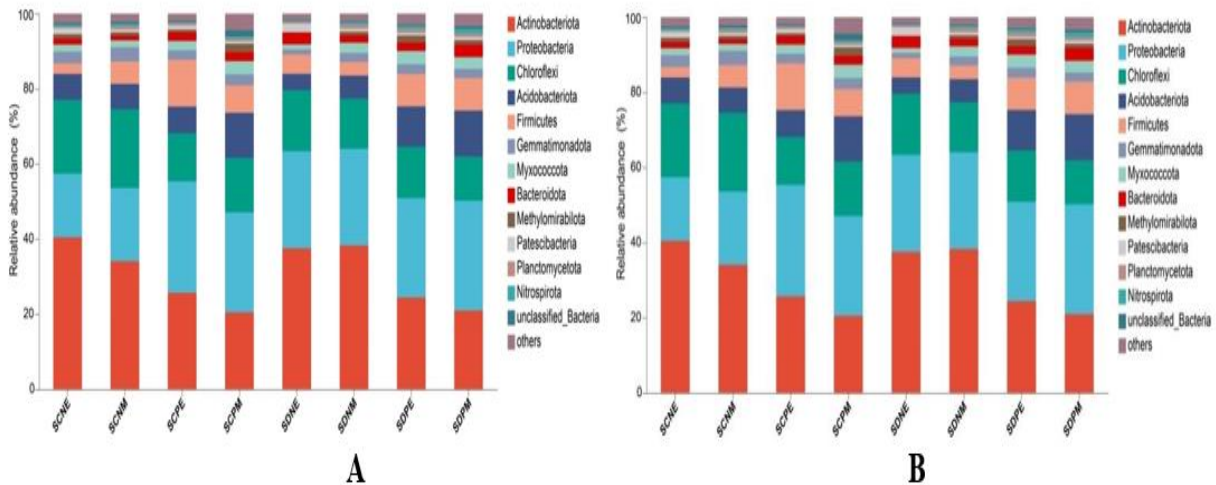 Relative abundance (%)
100
80
60
40
20
0
SCNE
SCNM
SCPE
SCPM
SDNE
SDNM
SDPE
SDPM
Actinobacteriota
Proteobacteria
Chloroflexi
Acidobacteriota
Firmicutes
Gemmatimonadota
Myxococcota
Bacteroidota
Methylomirabilota
Patescibacteria
Planctomycetota
Nitrospirota
unclassified_Bacteria
others
A
Relative abundance (%)
100
80
60
40
20
0
SCNE
SCNM
SCPE
SCPM
SDNE
SDNM
SDPE
SDPM
Actinobacteriota
Proteobacteria
Chloroflexi
Acidobacteriota
Firmicutes
Gemmatimonadota
Myxococcota
Bacteroidota
Methylomirabilota
Patescibacteria
Planctomycetota
Nitrospirota
unclassified_Bacteria
others
B